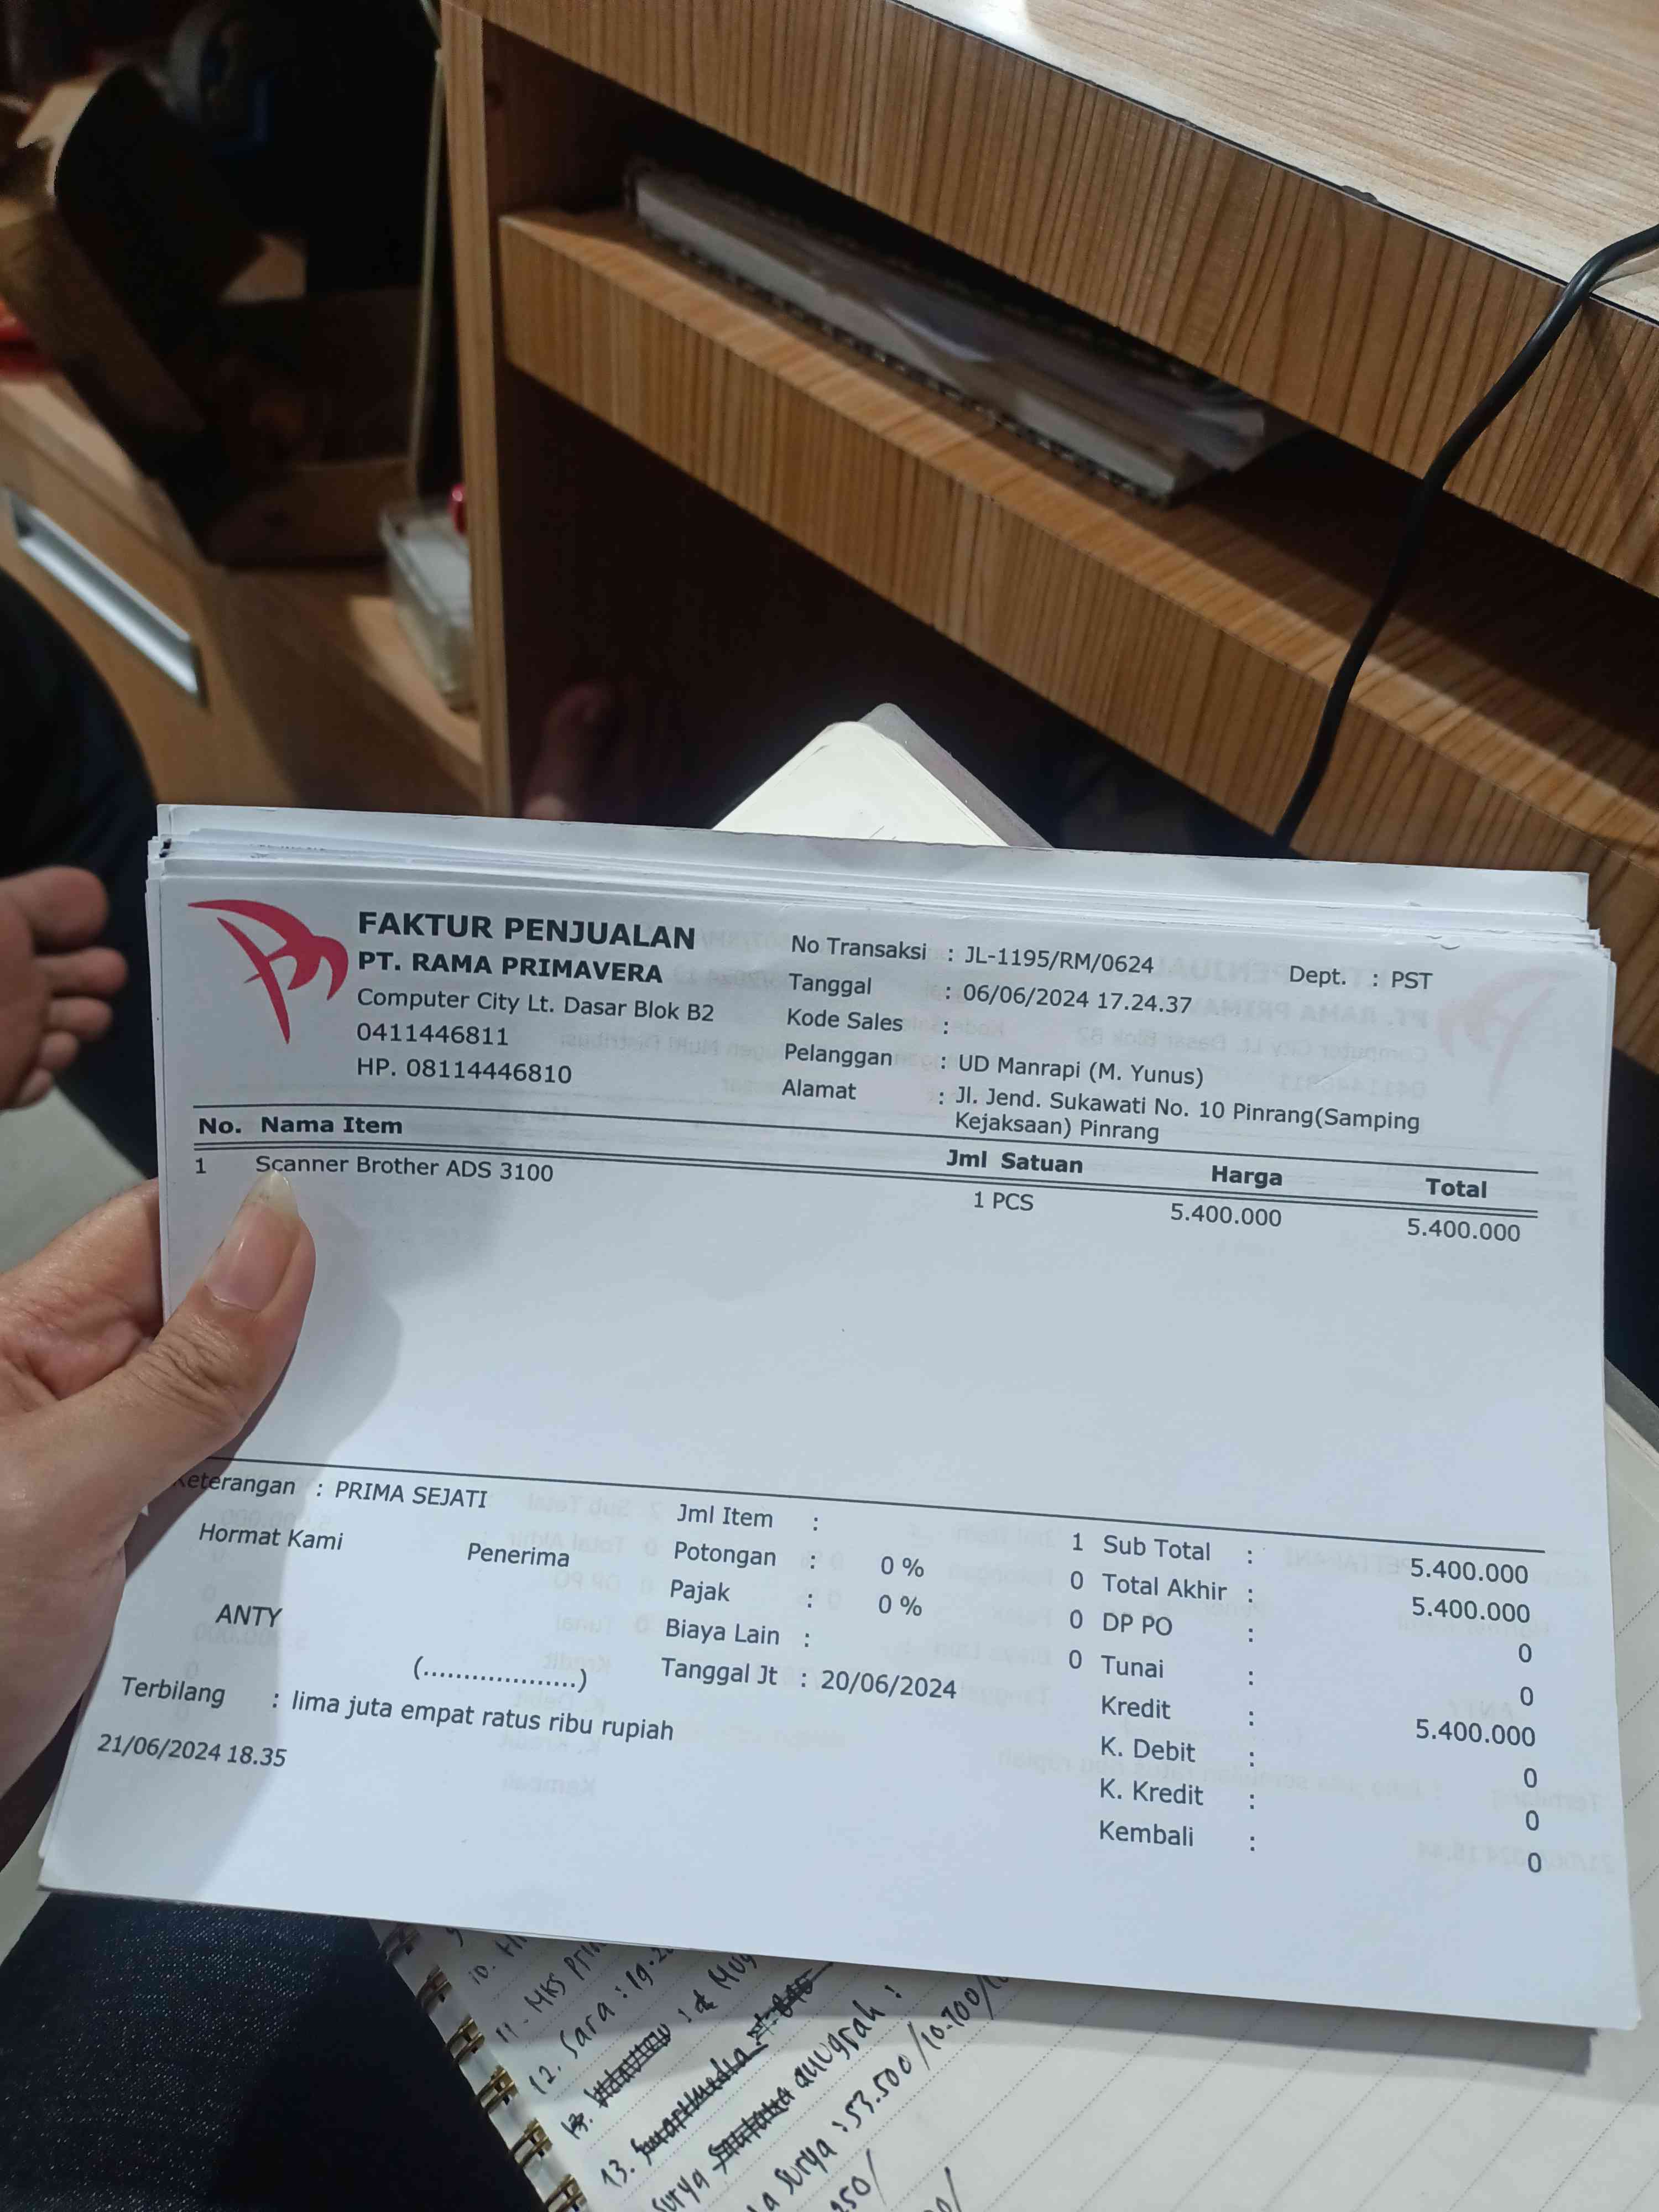 FAKTUR PENJUALAN
PT. RAMA PRIMAVERA
Computer City Lt. Dasar Blok B2
0411446811
HP. 08114446810
No Transaksi : JL-1195/RM/0624 Dept. : PST
Tanggal : 06/06/2024 17.24.37
Kode Sales :
Pelanggan : UD Manrapi (M. Yunus)
Alamat : Jl. Jend. Sukawati No. 10 Pinrang(Samping
Kejaksaan) Pinrang
No. Nama Item Jml Satuan Harga Total
1 Scanner Brother ADS 3100 1 PCS 5.400.000 5.400.000
Keterangan : PRIMA SEJATI
Hormat Kami Penerima
ANTY
(...................)
Jml Item : 1
Potongan : 0 % 0
Pajak : 0 % 0
Biaya Lain : 0
Tanggal Jt : 20/06/2024
Sub Total : 5.400.000
Total Akhir : 5.400.000
DP PO : 0
Tunai : 0
Kredit : 5.400.000
K. Debit : 0
K. Kredit : 0
Kembali : 0
Terbilang : lima juta empat ratus ribu rupiah
21/06/2024 18.35
10.
11. MKS
12. Sara :
13.
Surya anugrah :
Surya : 53.500/10.700/